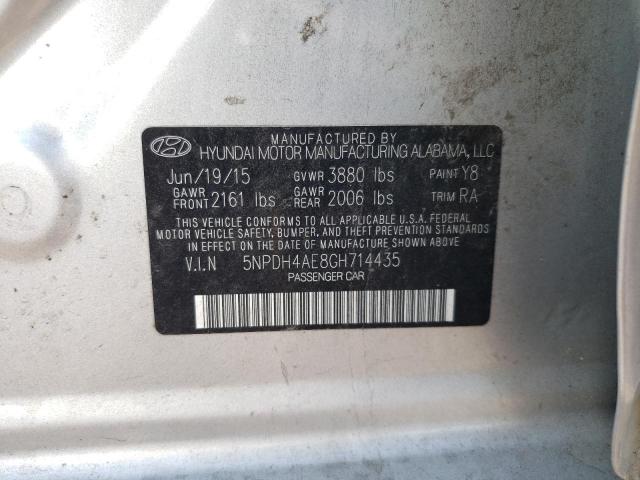 MANUFACTURED BY
HYUNDAI MOTOR MANUFACTURING ALABAMA, LLC
Jun/19/15 GVWR 3880 lbs PAINT Y8
GAWR FRONT 2161 lbs GAWR REAR 2006 lbs TRIM RA
THIS VEHICLE CONFORMS TO ALL APPLICABLE U.S.A. FEDERAL
MOTOR VEHICLE SAFETY, BUMPER, AND THEFT PREVENTION STANDARDS
IN EFFECT ON THE DATE OF MANUFACTURE SHOWN ABOVE.
V.I.N 5NPDH4AE8GH714435
PASSENGER CAR